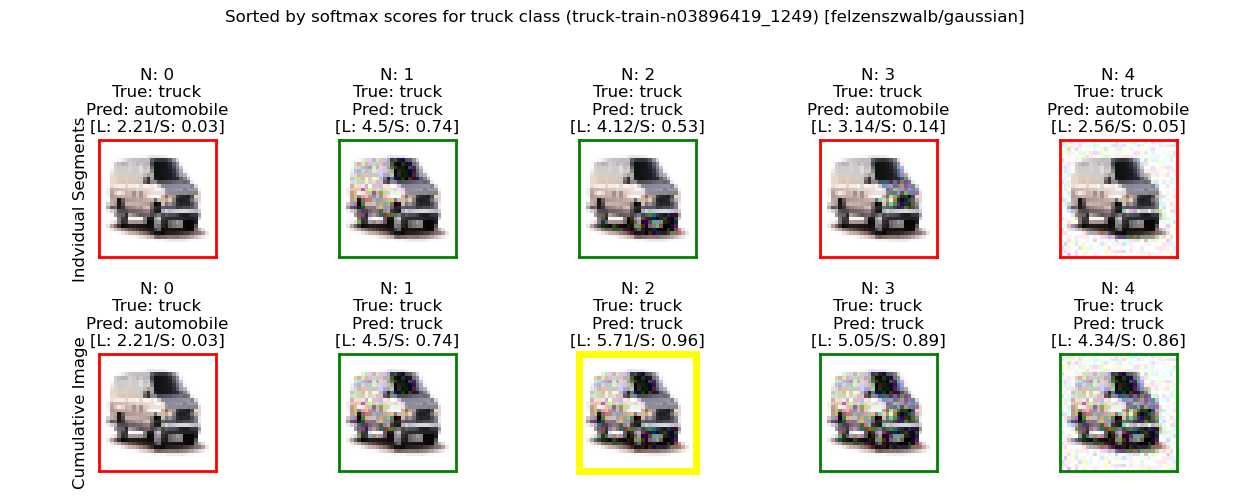 Sorted by softmax scores for truck class (truck-train-n03896419_1249) [felzenszwalb/gaussian]
Indvidual Segments
N: 0
True: truck
Pred: automobile
[L: 2.21/S: 0.03]
N: 1
True: truck
Pred: truck
[L: 4.5/S: 0.74]
N: 2
True: truck
Pred: truck
[L: 4.12/S: 0.53]
N: 3
True: truck
Pred: automobile
[L: 3.14/S: 0.14]
N: 4
True: truck
Pred: automobile
[L: 2.56/S: 0.05]
Cumulative Image
N: 0
True: truck
Pred: automobile
[L: 2.21/S: 0.03]
N: 1
True: truck
Pred: truck
[L: 4.5/S: 0.74]
N: 2
True: truck
Pred: truck
[L: 5.71/S: 0.96]
N: 3
True: truck
Pred: truck
[L: 5.05/S: 0.89]
N: 4
True: truck
Pred: truck
[L: 4.34/S: 0.86]